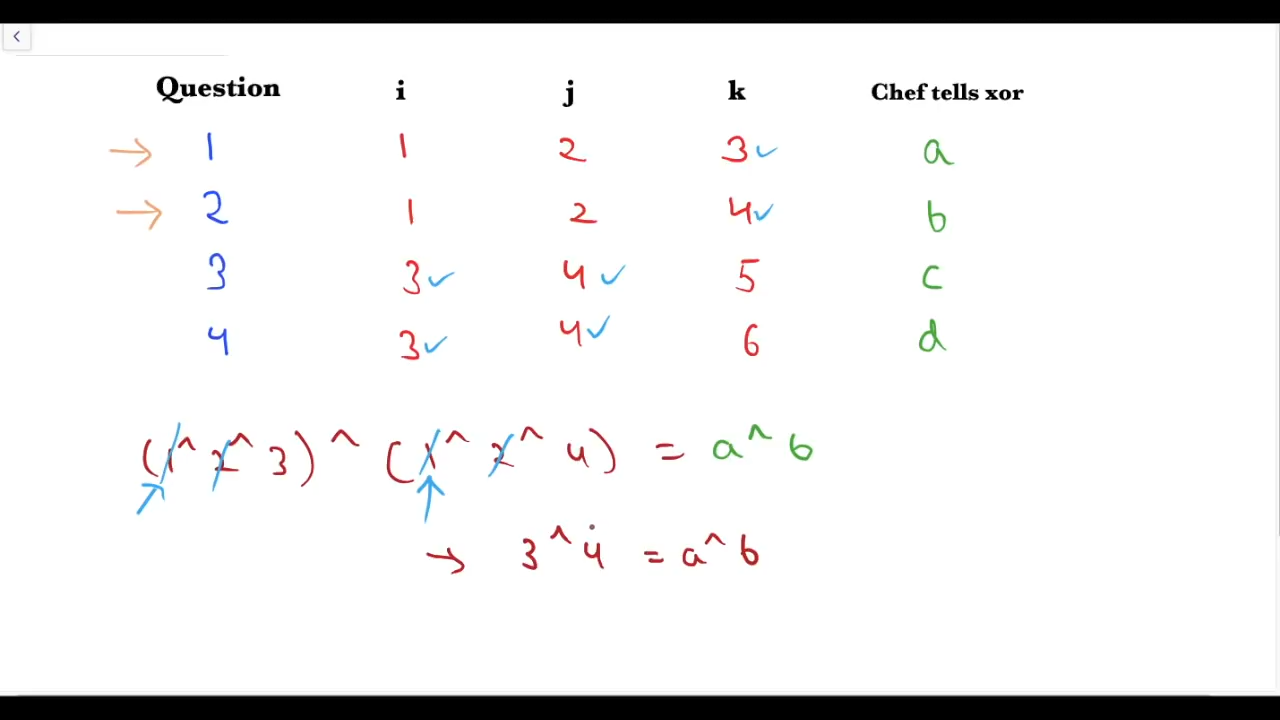 Question i j k Chef tells xor
1 1 2 3 a
2 1 2 4 b
3 3 4 5 c
4 3 4 6 d
(1^2^3)^(1^2^4) = a^b
→ 3^4 = a^b